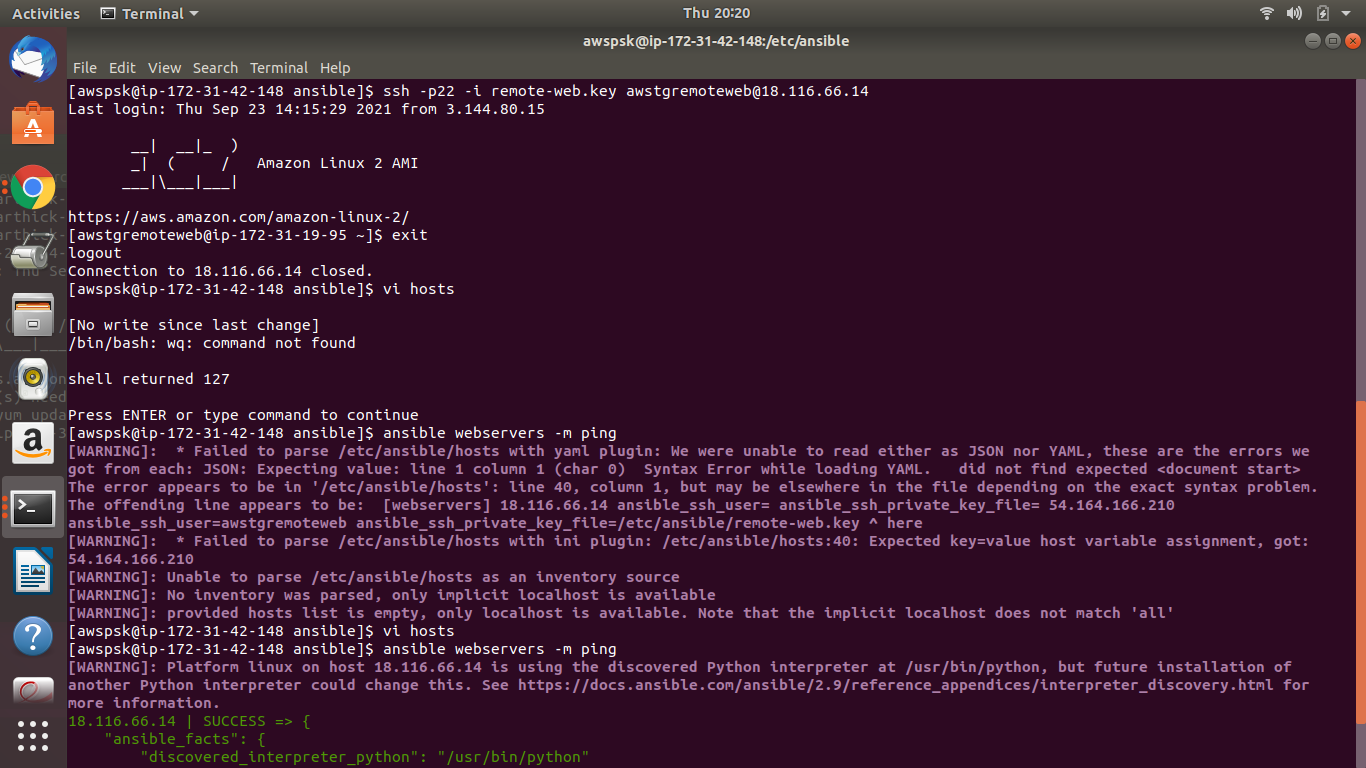 Activities Terminal Thu 20:20
awspsk@ip-172-31-42-148:/etc/ansible
File Edit View Search Terminal Help
[awspsk@ip-172-31-42-148 ansible]$ ssh -p22 -i remote-web.key awstgremoteweb@18.116.66.14
Last login: Thu Sep 23 14:15:29 2021 from 3.144.80.15
__| __|_ )
_| ( / Amazon Linux 2 AMI
___|\___|___|
https://aws.amazon.com/amazon-linux-2/
[awstgremoteweb@ip-172-31-19-95 ~]$ exit
logout
Connection to 18.116.66.14 closed.
[awspsk@ip-172-31-42-148 ansible]$ vi hosts
[No write since last change]
/bin/bash: wq: command not found
shell returned 127
Press ENTER or type command to continue
[awspsk@ip-172-31-42-148 ansible]$ ansible webservers -m ping
[WARNING]:  * Failed to parse /etc/ansible/hosts with yaml plugin: We were unable to read either as JSON nor YAML, these are the errors we
got from each: JSON: Expecting value: line 1 column 1 (char 0)  Syntax Error while loading YAML.   did not find expected <document start>
The error appears to be in '/etc/ansible/hosts': line 40, column 1, but may be elsewhere in the file depending on the exact syntax problem.
The offending line appears to be:  [webservers] 18.116.66.14 ansible_ssh_user= ansible_ssh_private_key_file= 54.164.166.210
ansible_ssh_user=awstgremoteweb ansible_ssh_private_key_file=/etc/ansible/remote-web.key ^ here
[WARNING]:  * Failed to parse /etc/ansible/hosts with ini plugin: /etc/ansible/hosts:40: Expected key=value host variable assignment, got:
54.164.166.210
[WARNING]: Unable to parse /etc/ansible/hosts as an inventory source
[WARNING]: No inventory was parsed, only implicit localhost is available
[WARNING]: provided hosts list is empty, only localhost is available. Note that the implicit localhost does not match 'all'
[awspsk@ip-172-31-42-148 ansible]$ vi hosts
[awspsk@ip-172-31-42-148 ansible]$ ansible webservers -m ping
[WARNING]: Platform linux on host 18.116.66.14 is using the discovered Python interpreter at /usr/bin/python, but future installation of
another Python interpreter could change this. See https://docs.ansible.com/ansible/2.9/reference_appendices/interpreter_discovery.html for
more information.
18.116.66.14 | SUCCESS => {
"ansible_facts": {
"discovered_interpreter_python": "/usr/bin/python"